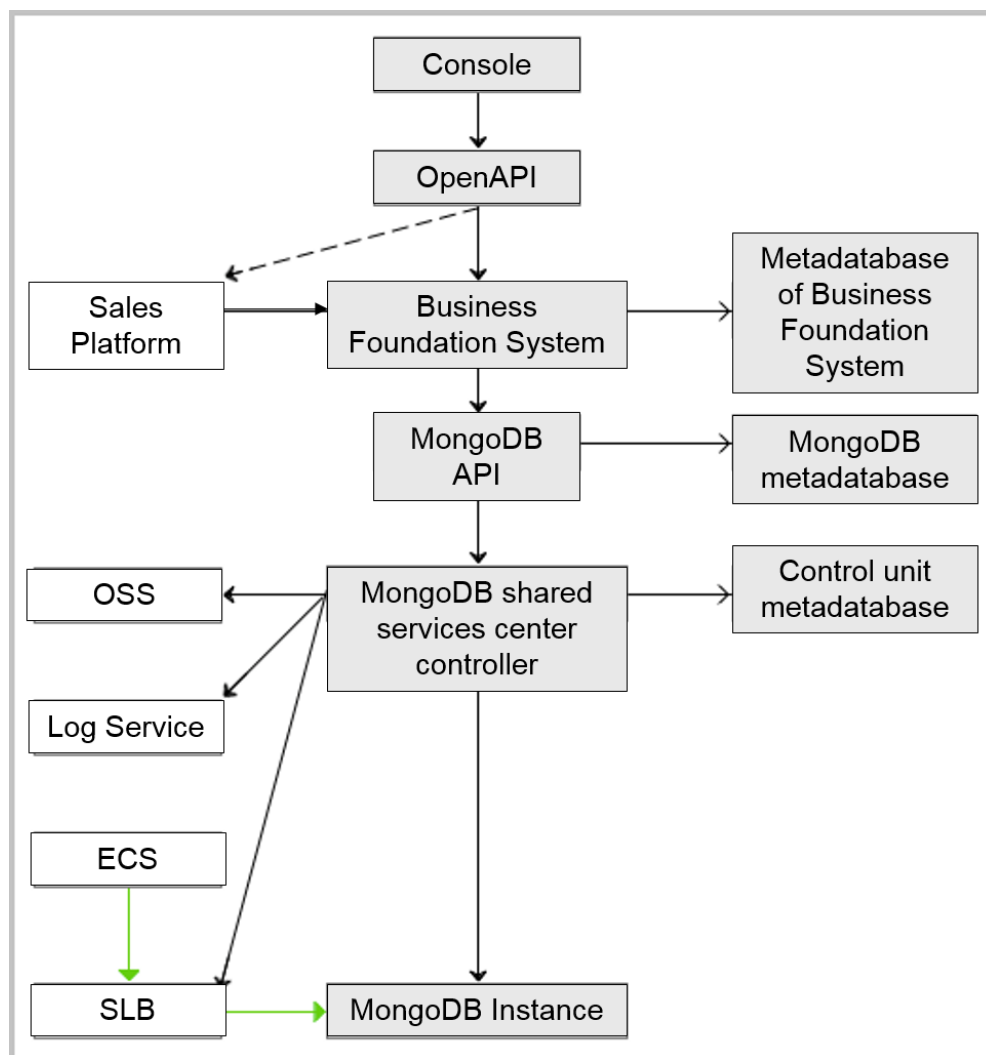 Console
OpenAPI
Sales
Platform
Business
Foundation System
Metadatabase
of Business
Foundation
System
MongoDB
API
MongoDB
metadatabase
OSS
MongoDB shared
services center
controller
Control unit
metadatabase
Log Service
ECS
SLB
MongoDB Instance